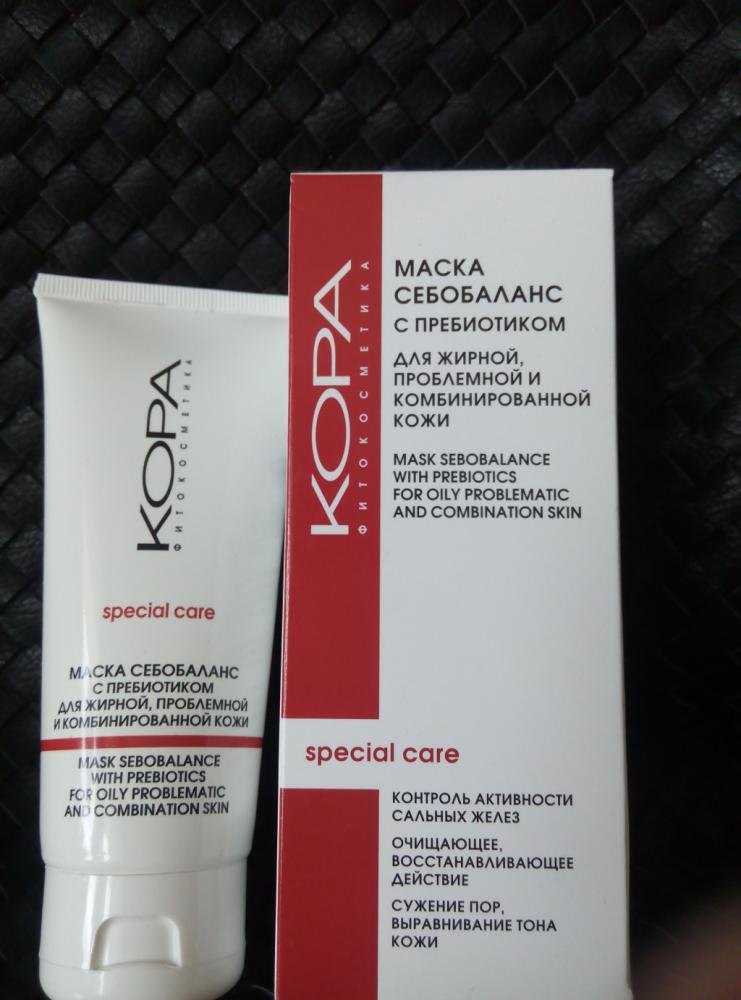 КОРА
ФИТОКОСМЕТИКА
special care
МАСКА СЕБОБАЛАНС
С ПРЕБИОТИКОМ
ДЛЯ ЖИРНОЙ, ПРОБЛЕМНОЙ
И КОМБИНИРОВАННОЙ КОЖИ
MASK SEBOBALANCE
WITH PREBIOTICS
FOR OILY PROBLEMATIC
AND COMBINATION SKIN
КОРА
ФИТОКОСМЕТИКА
МАСКА
СЕБОБАЛАНС
С ПРЕБИОТИКОМ
ДЛЯ ЖИРНОЙ,
ПРОБЛЕМНОЙ И
КОМБИНИРОВАННОЙ
КОЖИ
MASK SEBOBALANCE
WITH PREBIOTICS
FOR OILY PROBLEMATIC
AND COMBINATION SKIN
special care
КОНТРОЛЬ АКТИВНОСТИ
САЛЬНЫХ ЖЕЛЕЗ
ОЧИЩАЮЩЕЕ,
ВОССТАНАВЛИВАЮЩЕЕ
ДЕЙСТВИЕ
СУЖЕНИЕ ПОР,
ВЫРАВНИВАНИЕ ТОНА
КОЖИ